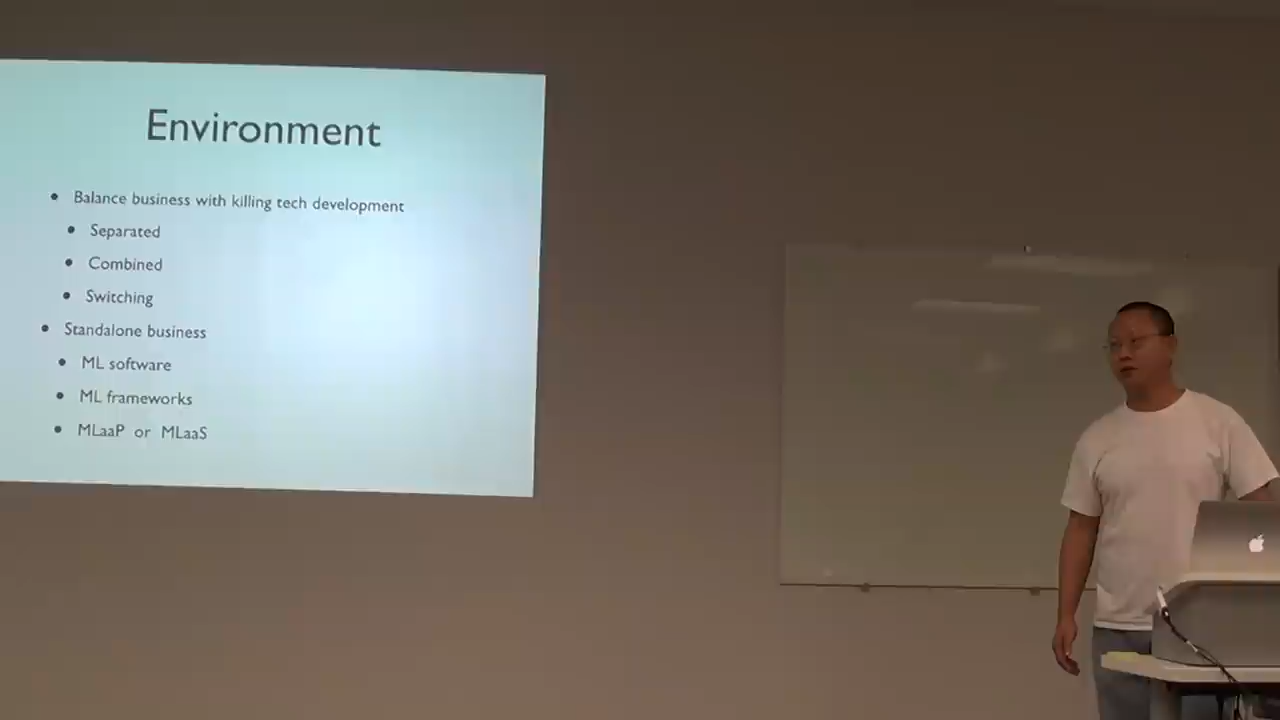 Environment
• Balance business with killing tech development
• Separated
• Combined
• Switching
• Standalone business
• ML software
• ML frameworks
• MLaaP or MLaaS